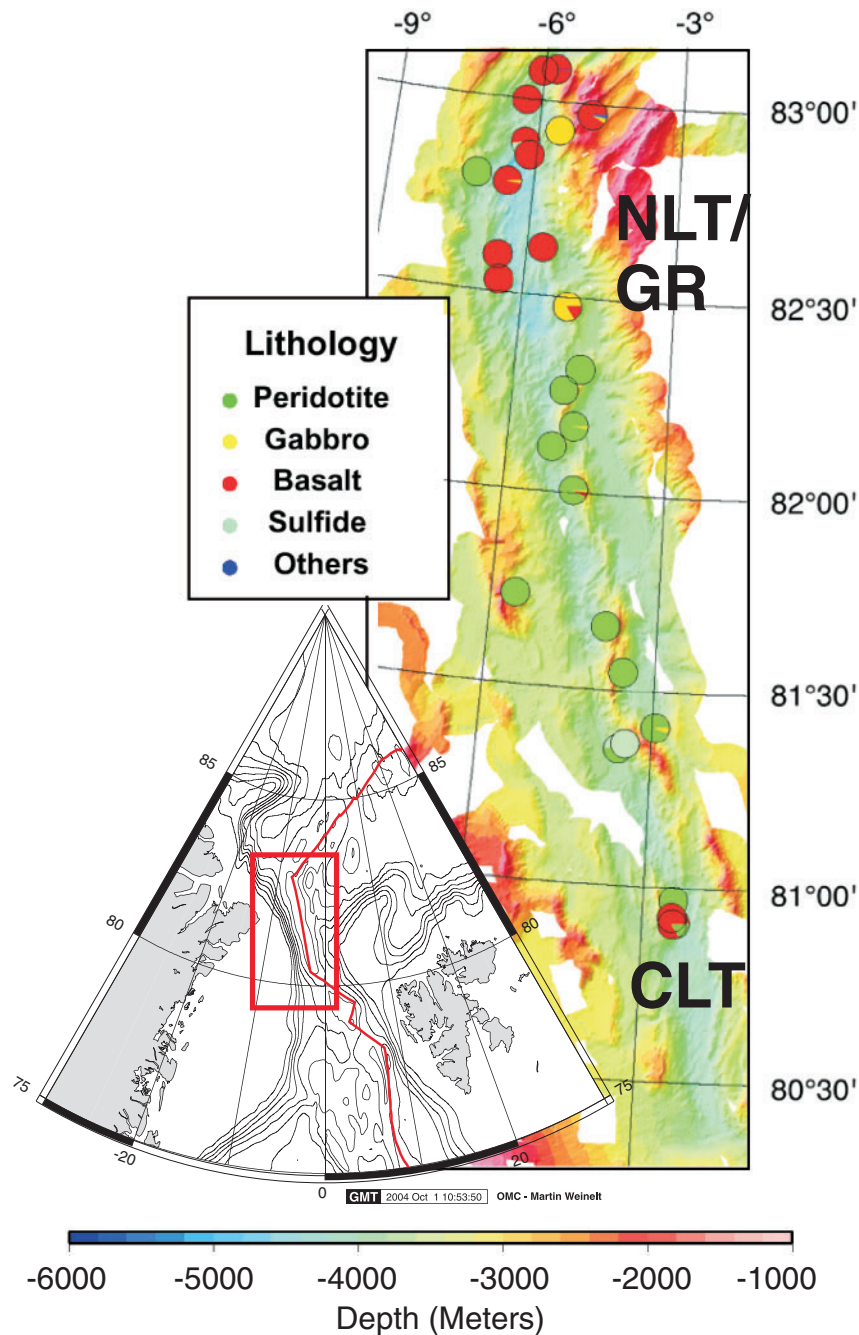 -9° -6° -3°
83°00'
NLT/
GR
82°30'
Lithology
Peridotite
Gabbro
Basalt
Sulfide
Others
82°00'
81°30'
85 85
81°00'
80 80
CLT
80°30'
75 75
-20 20
0
GMT 2004 Oct 1 10:53:50 OMC - Martin Weinelt
-6000 -5000 -4000 -3000 -2000 -1000
Depth (Meters)